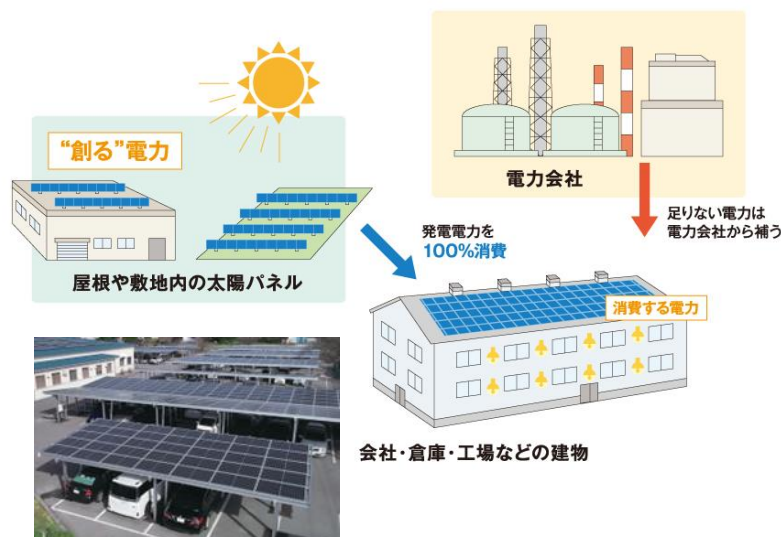 “創る”電力
屋根や敷地内の太陽パネル
電力会社
発電電力を
100%消費
足りない電力は
電力会社から補う
消費する電力
会社・倉庫・工場などの建物